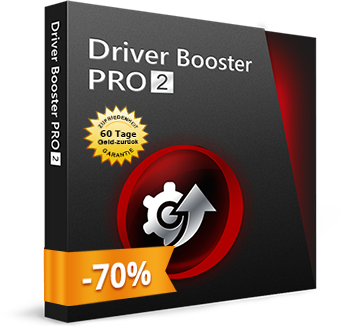 Driver Booster
PRO 2
Driver Booster PRO 2
ZUFRIEDENHEIT
60 Tage
Geld-zurück
GARANTIE
-70%